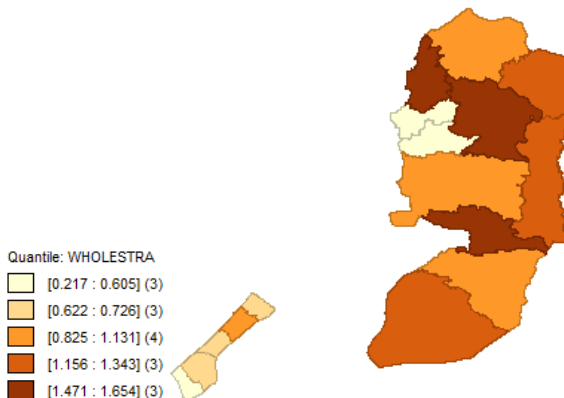 Quantile: WHOLESTRA
[0.217 : 0.605] (3)
[0.622 : 0.726] (3)
[0.825 : 1.131] (4)
[1.156 : 1.343] (3)
[1.471 : 1.654] (3)